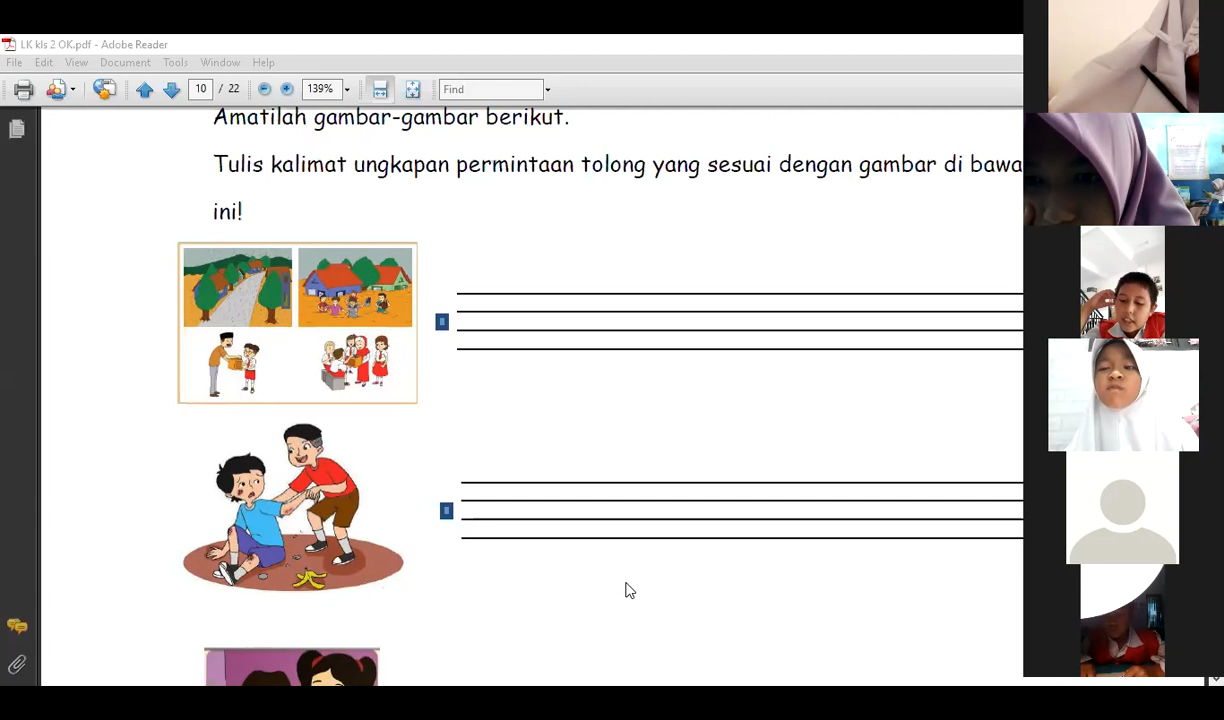 LK kls 2 OK.pdf - Adobe Reader
File Edit View Document Tools Window Help
10 / 22 139% Find
Amatilah gambar-gambar berikut.
Tulis kalimat ungkapan permintaan tolong yang sesuai dengan gambar di bawa
ini!